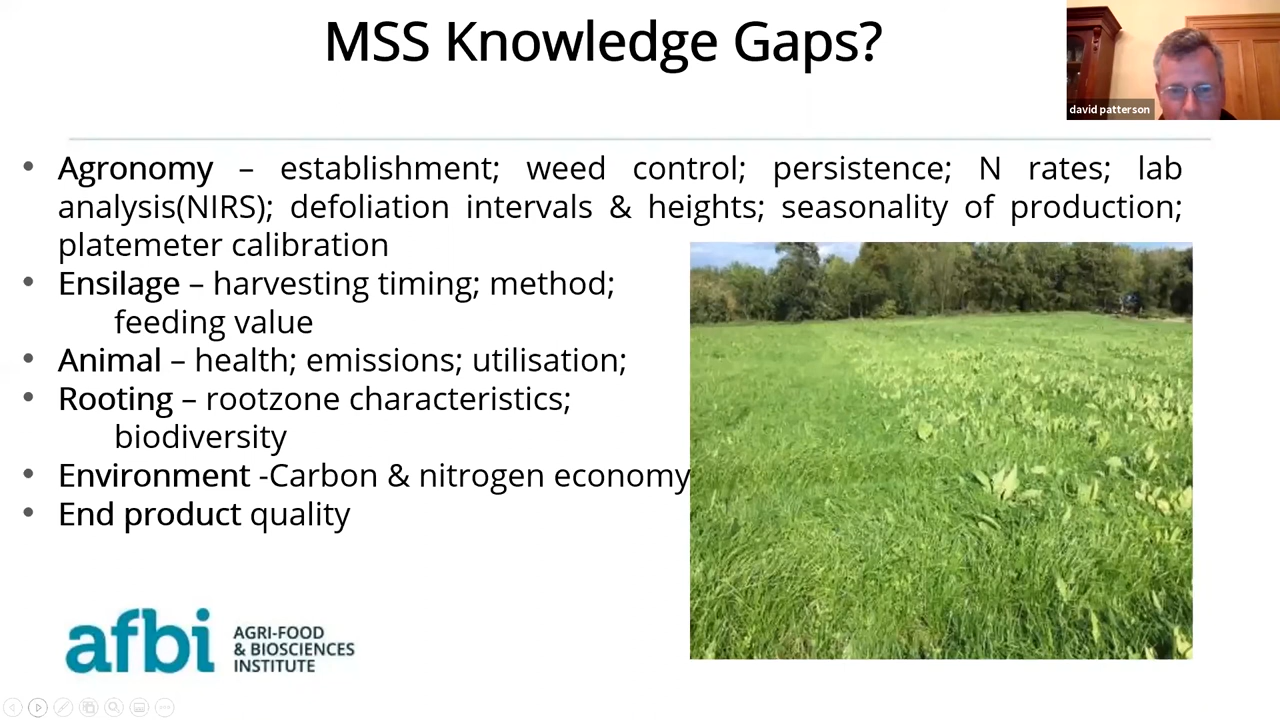 MSS Knowledge Gaps?
david patterson
• Agronomy – establishment; weed control; persistence; N rates; lab
analysis(NIRS); defoliation intervals & heights; seasonality of production;
platemeter calibration
• Ensilage – harvesting timing; method;
feeding value
• Animal – health; emissions; utilisation;
• Rooting – rootzone characteristics;
biodiversity
• Environment -Carbon & nitrogen economy
• End product quality
afbi
AGRI-FOOD
& BIOSCIENCES
INSTITUTE